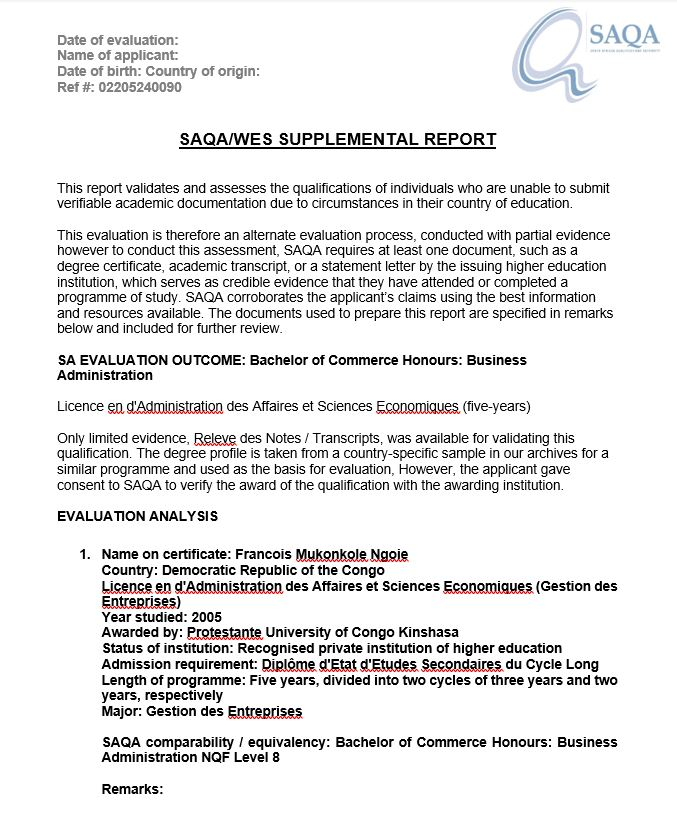 Date of evaluation:
Name of applicant:
Date of birth: Country of origin:
Ref #: 02205240090
SAQA
SAQA/WES SUPPLEMENTAL REPORT
This report validates and assesses the qualifications of individuals who are unable to submit
verifiable academic documentation due to circumstances in their country of education.
This evaluation is therefore an alternate evaluation process, conducted with partial evidence
however to conduct this assessment, SAQA requires at least one document, such as a
degree certificate, academic transcript, or a statement letter by the issuing higher education
institution, which serves as credible evidence that they have attended or completed a
programme of study. SAQA corroborates the applicant's claims using the best information
and resources available. The documents used to prepare this report are specified in remarks
below and included for further review.
SA EVALUATION OUTCOME: Bachelor of Commerce Honours: Business
Administration
Licence en d'Administration des Affaires et Sciences Economiques (five-years)
Only limited evidence, Releve des Notes / Transcripts, was available for validating this
qualification. The degree profile is taken from a country-specific sample in our archives for a
similar programme and used as the basis for evaluation, However, the applicant gave
consent to SAQA to verify the award of the qualification with the awarding institution.
EVALUATION ANALYSIS
1. Name on certificate: Francois Mukonkole Ngoie
Country: Democratic Republic of the Congo
Licence en d'Administration des Affaires et Sciences Economiques (Gestion des
Entreprises)
Year studied: 2005
Awarded by: Protestante University of Congo Kinshasa
Status of institution: Recognised private institution of higher education
Admission requirement: Diplôme d'Etat d'Etudes Secondaires du Cycle Long
Length of programme: Five years, divided into two cycles of three years and two
years, respectively
Major: Gestion des Entreprises
SAQA comparability / equivalency: Bachelor of Commerce Honours: Business
Administration NQF Level 8
Remarks: